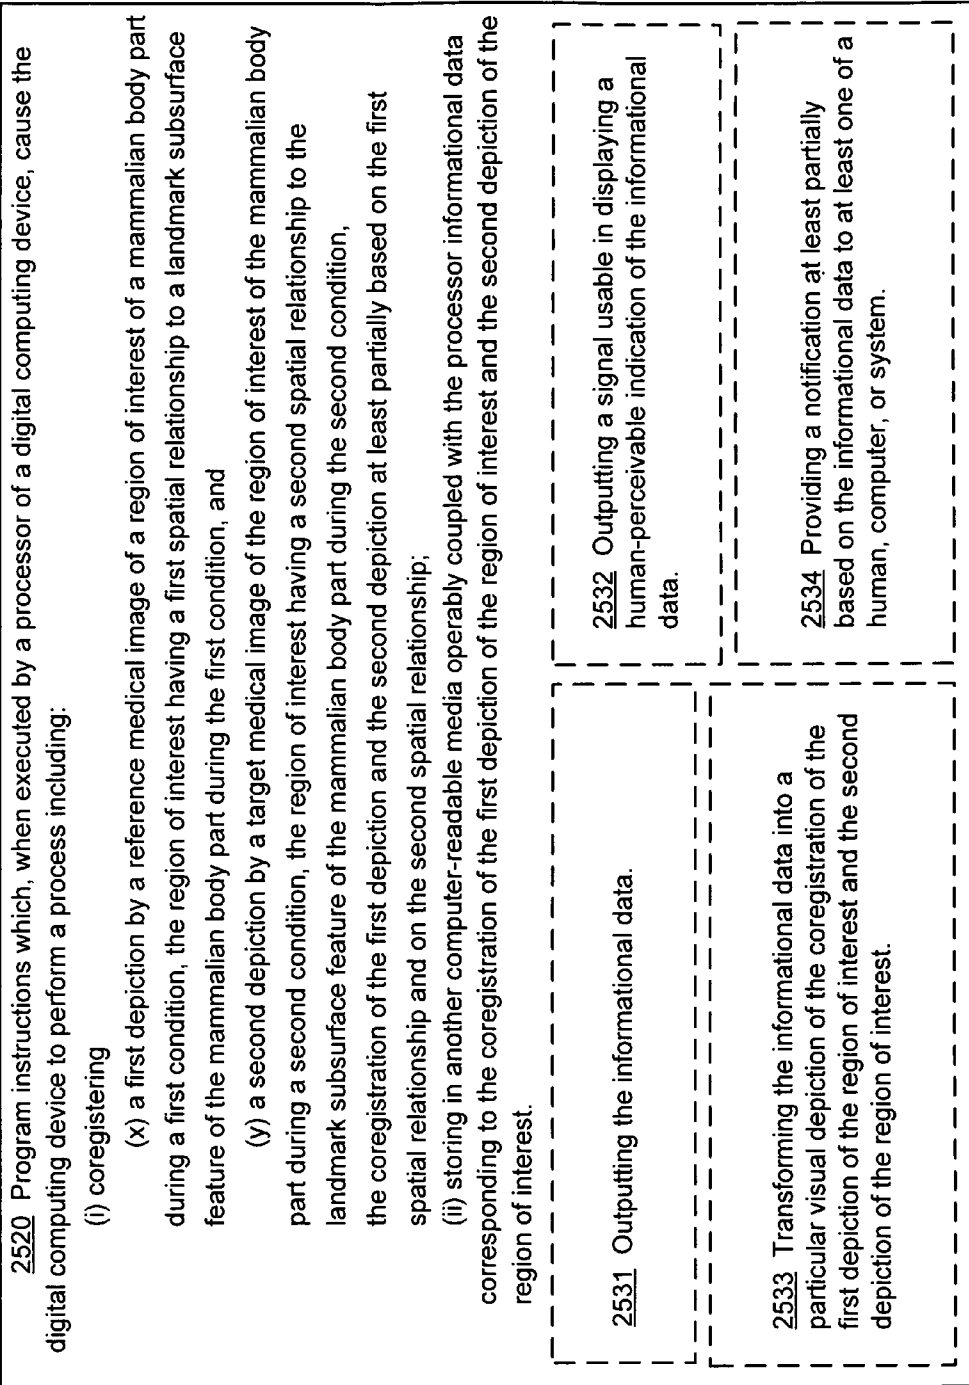 2520 Program instructions which, when executed by a processor of a digital computing device, cause the
digital computing device to perform a process including:
(i) coregistering
(x) a first depiction by a reference medical image of a region of interest of a mammalian body part
during a first condition, the region of interest having a first spatial relationship to a landmark subsurface
feature of the mammalian body part during the first condition, and
(y) a second depiction by a target medical image of the region of interest of the mammalian body
part during a second condition, the region of interest having a second spatial relationship to the
landmark subsurface feature of the mammalian body part during the second condition,
the coregistration of the first depiction and the second depiction at least partially based on the first
spatial relationship and on the second spatial relationship;
(ii) storing in another computer-readable media operably coupled with the processor informational data
corresponding to the coregistration of the first depiction of the region of interest and the second depiction of the
region of interest.
2531 Outputting the informational data.
2532 Outputting a signal usable in displaying a
human-perceivable indication of the informational
data.
2533 Transforming the informational data into a
particular visual depiction of the coregistration of the
first depiction of the region of interest and the second
depiction of the region of interest.
2534 Providing a notification at least partially
based on the informational data to at least one of a
human, computer, or system.